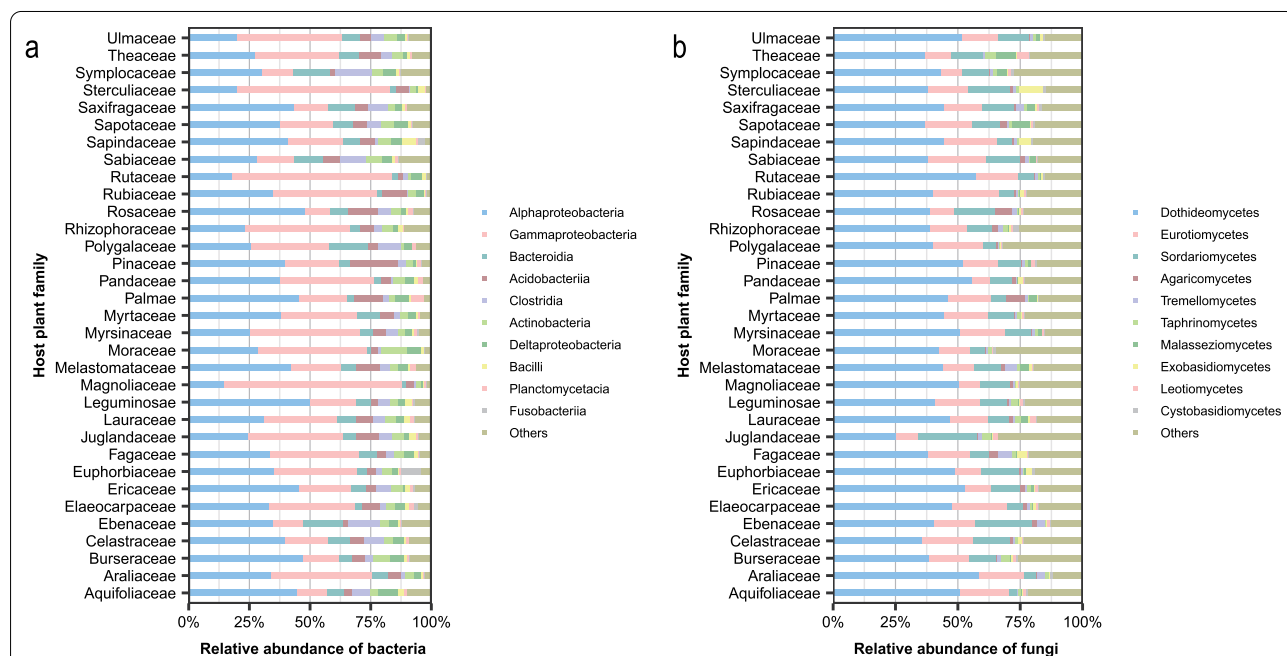 a
Host plant family
Ulmaceae
Theaceae
Symplocaceae
Sterculiaceae
Saxifragaceae
Sapotaceae
Sapindaceae
Sabiaceae
Rutaceae
Rubiaceae
Rosaceae
Rhizophoraceae
Polygalaceae
Pinaceae
Pandaceae
Palmae
Myrtaceae
Myrsinaceae
Moraceae
Melastomataceae
Magnoliaceae
Leguminosae
Lauraceae
Juglandaceae
Fagaceae
Euphorbiaceae
Ericaceae
Elaeocarpaceae
Ebenaceae
Celastraceae
Burseraceae
Araliaceae
Aquifoliaceae
0% 25% 50% 75% 100%
Relative abundance of bacteria
Alphaproteobacteria
Gammaproteobacteria
Bacteroidia
Acidobacteriia
Clostridia
Actinobacteria
Deltaproteobacteria
Bacilli
Planctomycetacia
Fusobacteriia
Others
b
Host plant family
Ulmaceae
Theaceae
Symplocaceae
Sterculiaceae
Saxifragaceae
Sapotaceae
Sapindaceae
Sabiaceae
Rutaceae
Rubiaceae
Rosaceae
Rhizophoraceae
Polygalaceae
Pinaceae
Pandaceae
Palmae
Myrtaceae
Myrsinaceae
Moraceae
Melastomataceae
Magnoliaceae
Leguminosae
Lauraceae
Juglandaceae
Fagaceae
Euphorbiaceae
Ericaceae
Elaeocarpaceae
Ebenaceae
Celastraceae
Burseraceae
Araliaceae
Aquifoliaceae
0% 25% 50% 75% 100%
Relative abundance of fungi
Dothideomycetes
Eurotiomycetes
Sordariomycetes
Agaricomycetes
Tremellomycetes
Taphrinomycetes
Malasseziomycetes
Exobasidiomycetes
Leotiomycetes
Cystobasidiomycetes
Others